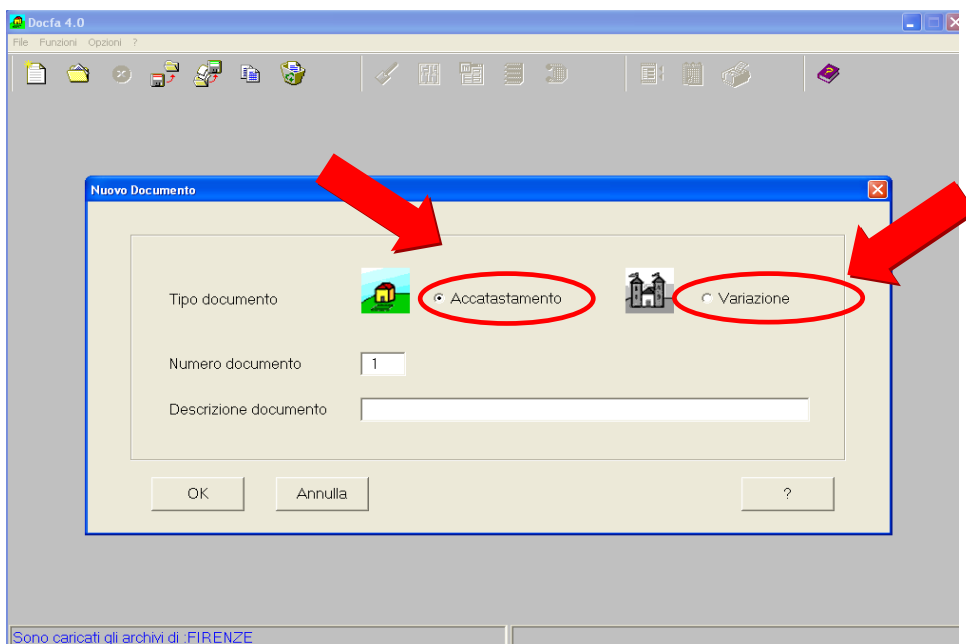 Docfa 4.0
File Funzioni Opzioni ?
Nuovo Documento
Tipo documento
Accatastamento
Variazione
Numero documento
1
Descrizione documento
OK
Annulla
?
Sono caricati gli archivi di :FIRENZE